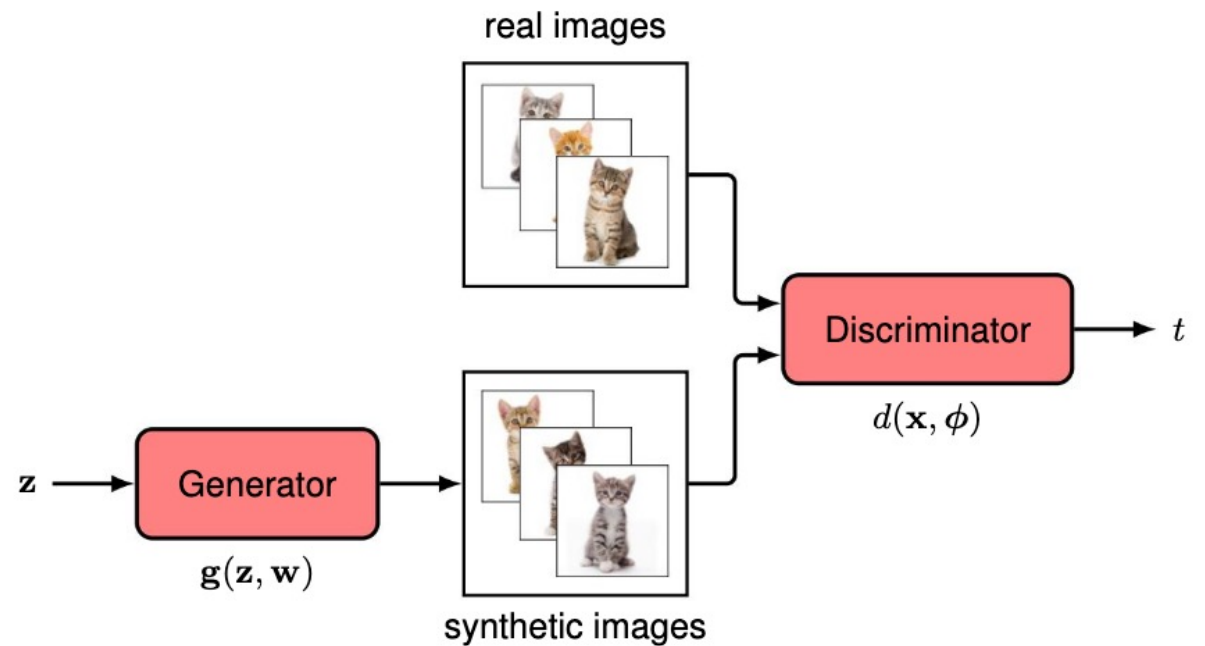 real images
Discriminator
t
d(x, ϕ)
z
Generator
g(z, w)
synthetic images